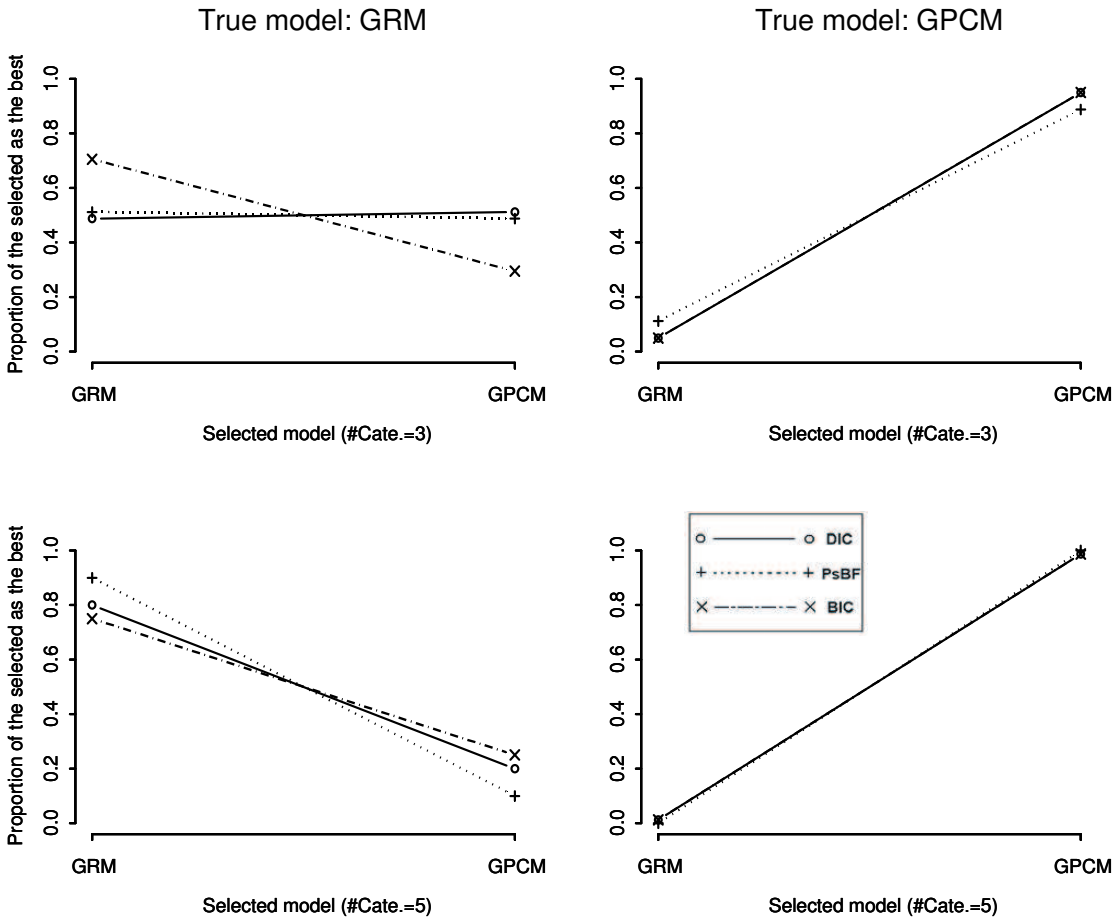 True model: GRM
True model: GPCM
Proportion of the selected as the best
0.0 0.2 0.4 0.6 0.8 1.0
GRM GPCM
Selected model (#Cate.=3)
0.0 0.2 0.4 0.6 0.8 1.0
GRM GPCM
Selected model (#Cate.=3)
Proportion of the selected as the best
0.0 0.2 0.4 0.6 0.8 1.0
GRM GPCM
Selected model (#Cate.=5)
0.0 0.2 0.4 0.6 0.8 1.0
DIC
PsBF
BIC
GRM GPCM
Selected model (#Cate.=5)